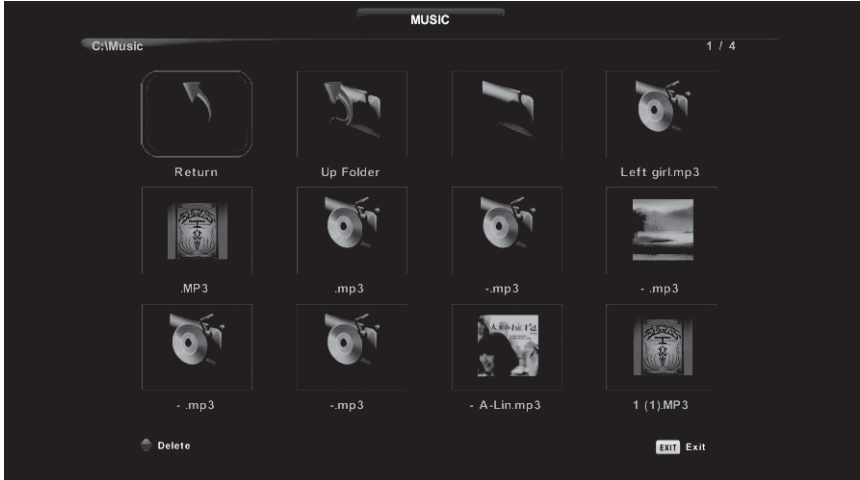 MUSIC
C:\Music
1 / 4
Return
Up Folder
Left girl.mp3
.MP3
.mp3
-.mp3
- .mp3
- .mp3
-.mp3
- A-Lin.mp3
1 (1).MP3
Delete
EXIT Exit